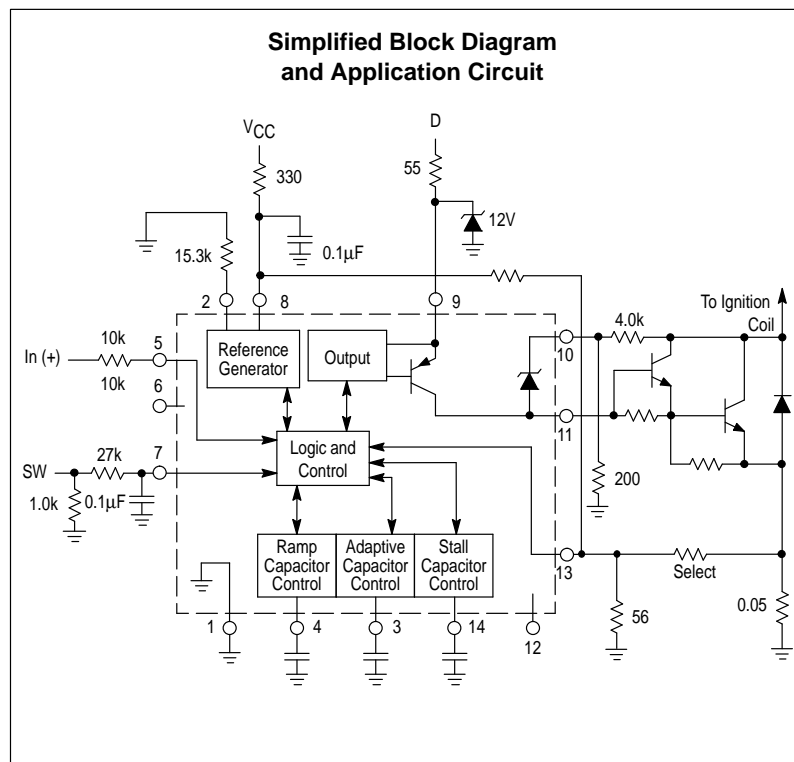 Simplified Block Diagram
and Application Circuit
VCC
D
330
55
12V
0.1µF
15.3k
2
8
9
To Ignition
Coil
4.0k
10
10k
5
In (+)
10k
6
Reference
Generator
Output
11
27k
7
SW
1.0k
0.1µF
Logic and
Control
200
Ramp
Capacitor
Control
Adaptive
Capacitor
Control
Stall
Capacitor
Control
13
Select
56
0.05
1
4
3
14
12